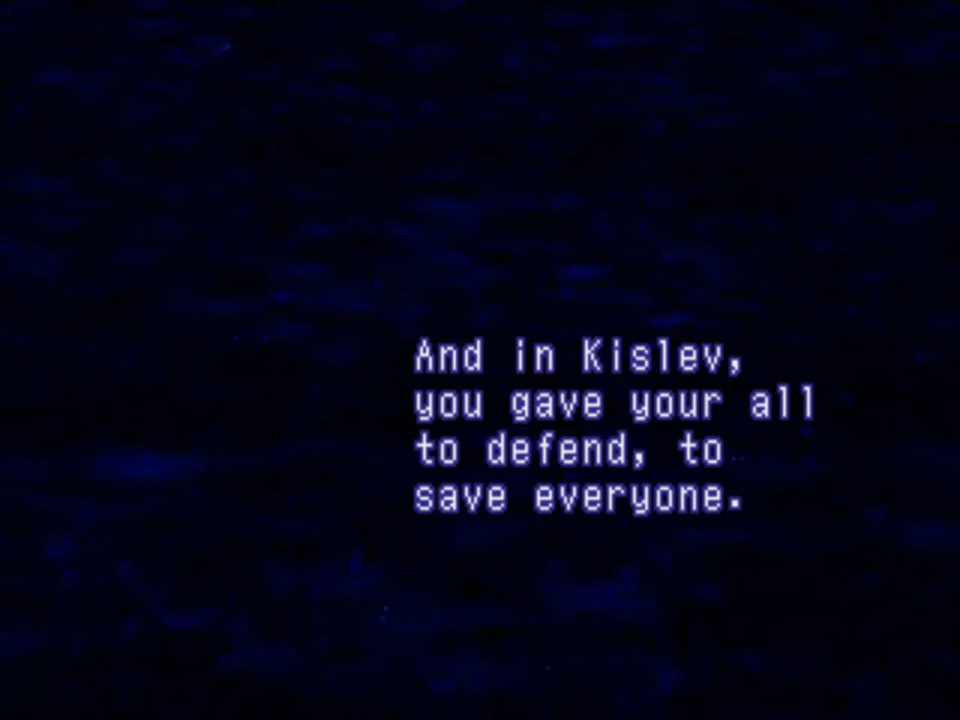 And in Kislev,
you gave your all
to defend, to
save everyone.